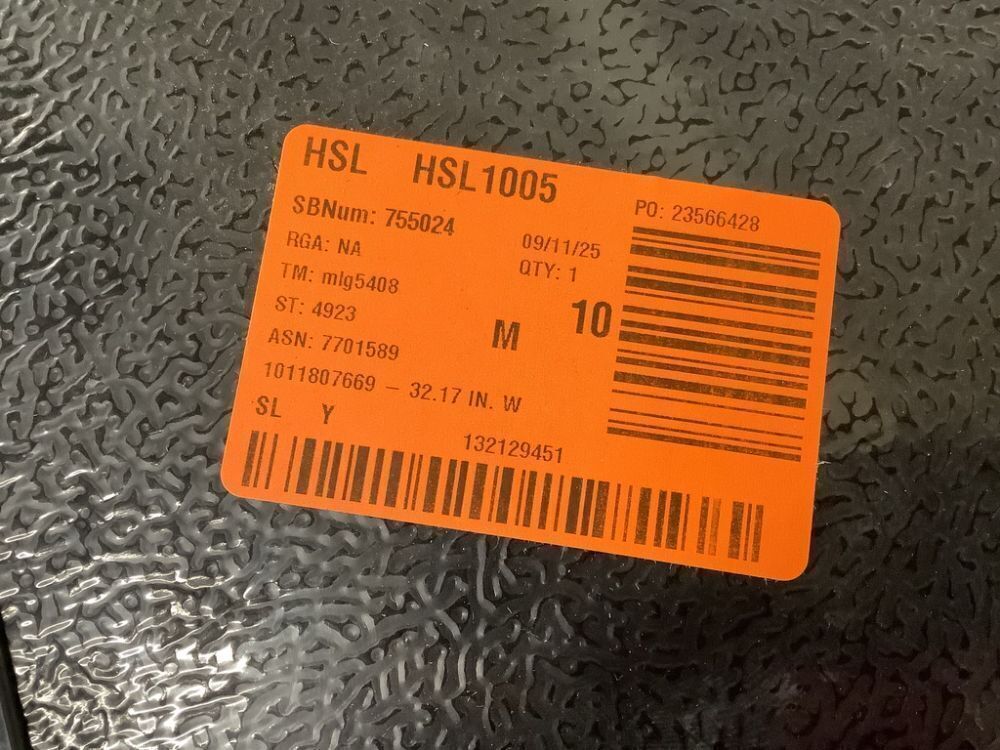 HSL HSL1005
SBNum: 755024
RGA: NA
TM: mlg5408
ST: 4923
ASN: 7701589
1011807669 – 32.17 IN. W
SL Y
09/11/25
QTY: 1
M 10
PO: 23566428
132129451